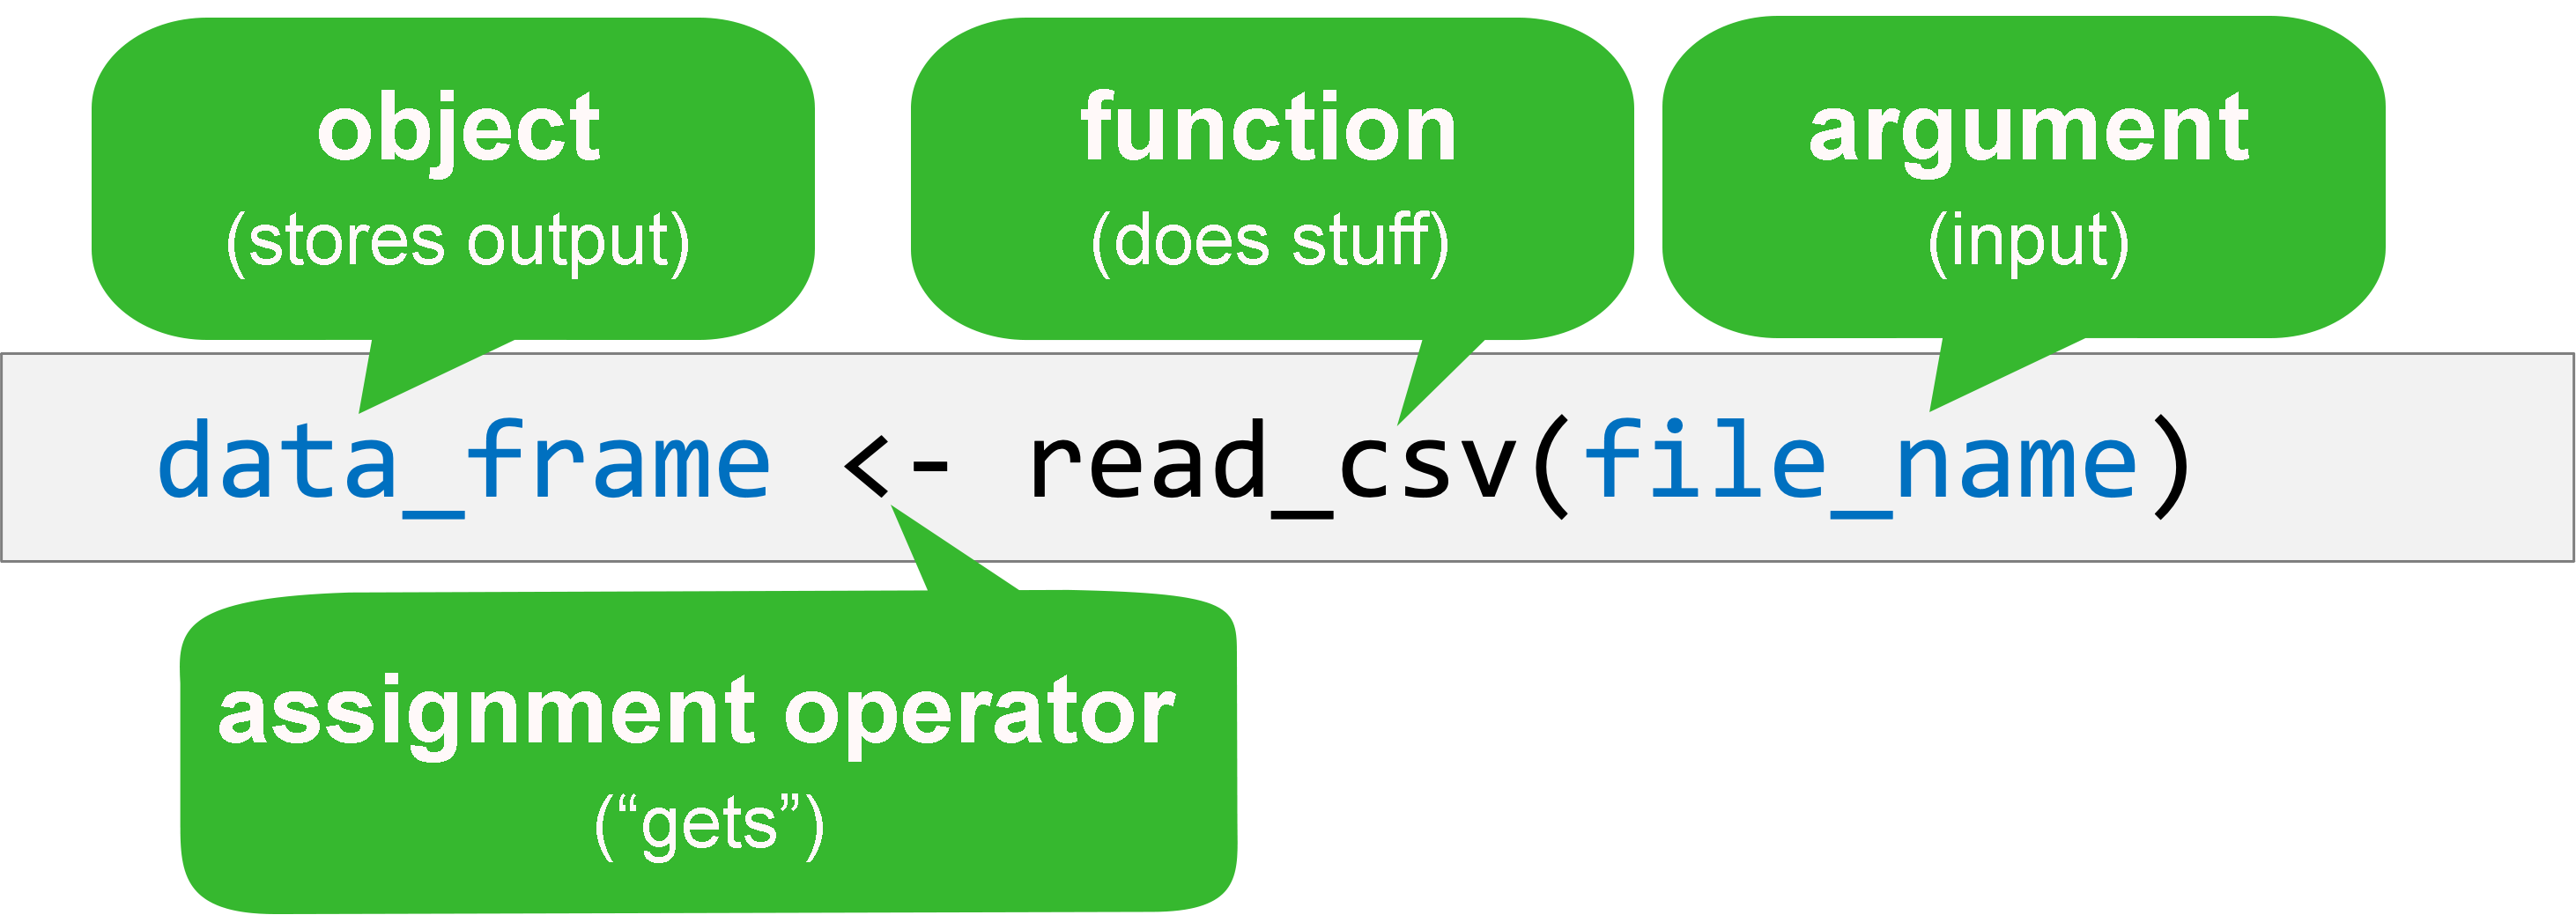 object
(stores output)
function
(does stuff)
argument
(input)
data_frame <- read_csv(file_name)
assignment operator
(“gets”)